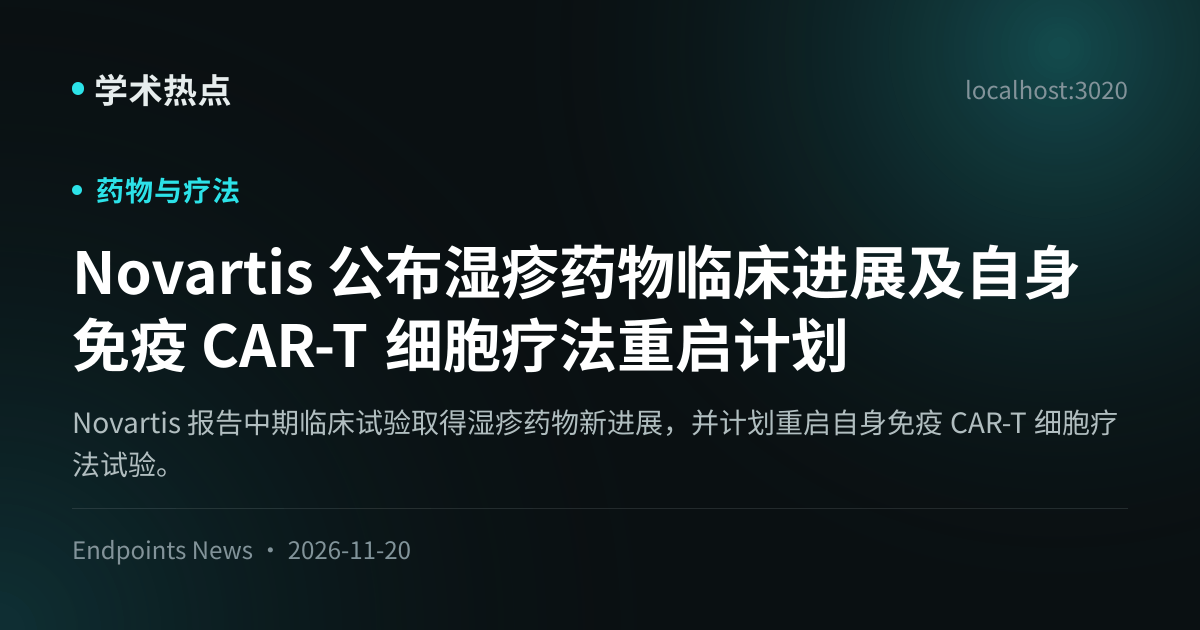 学术热点
localhost:3020
药物与疗法
Novartis 公布湿疹药物临床进展及自身
免疫 CAR-T 细胞疗法重启计划
Novartis 报告中期临床试验取得湿疹药物新进展，并计划重启自身免疫 CAR-T 细胞疗
法试验。
Endpoints News · 2026-11-20